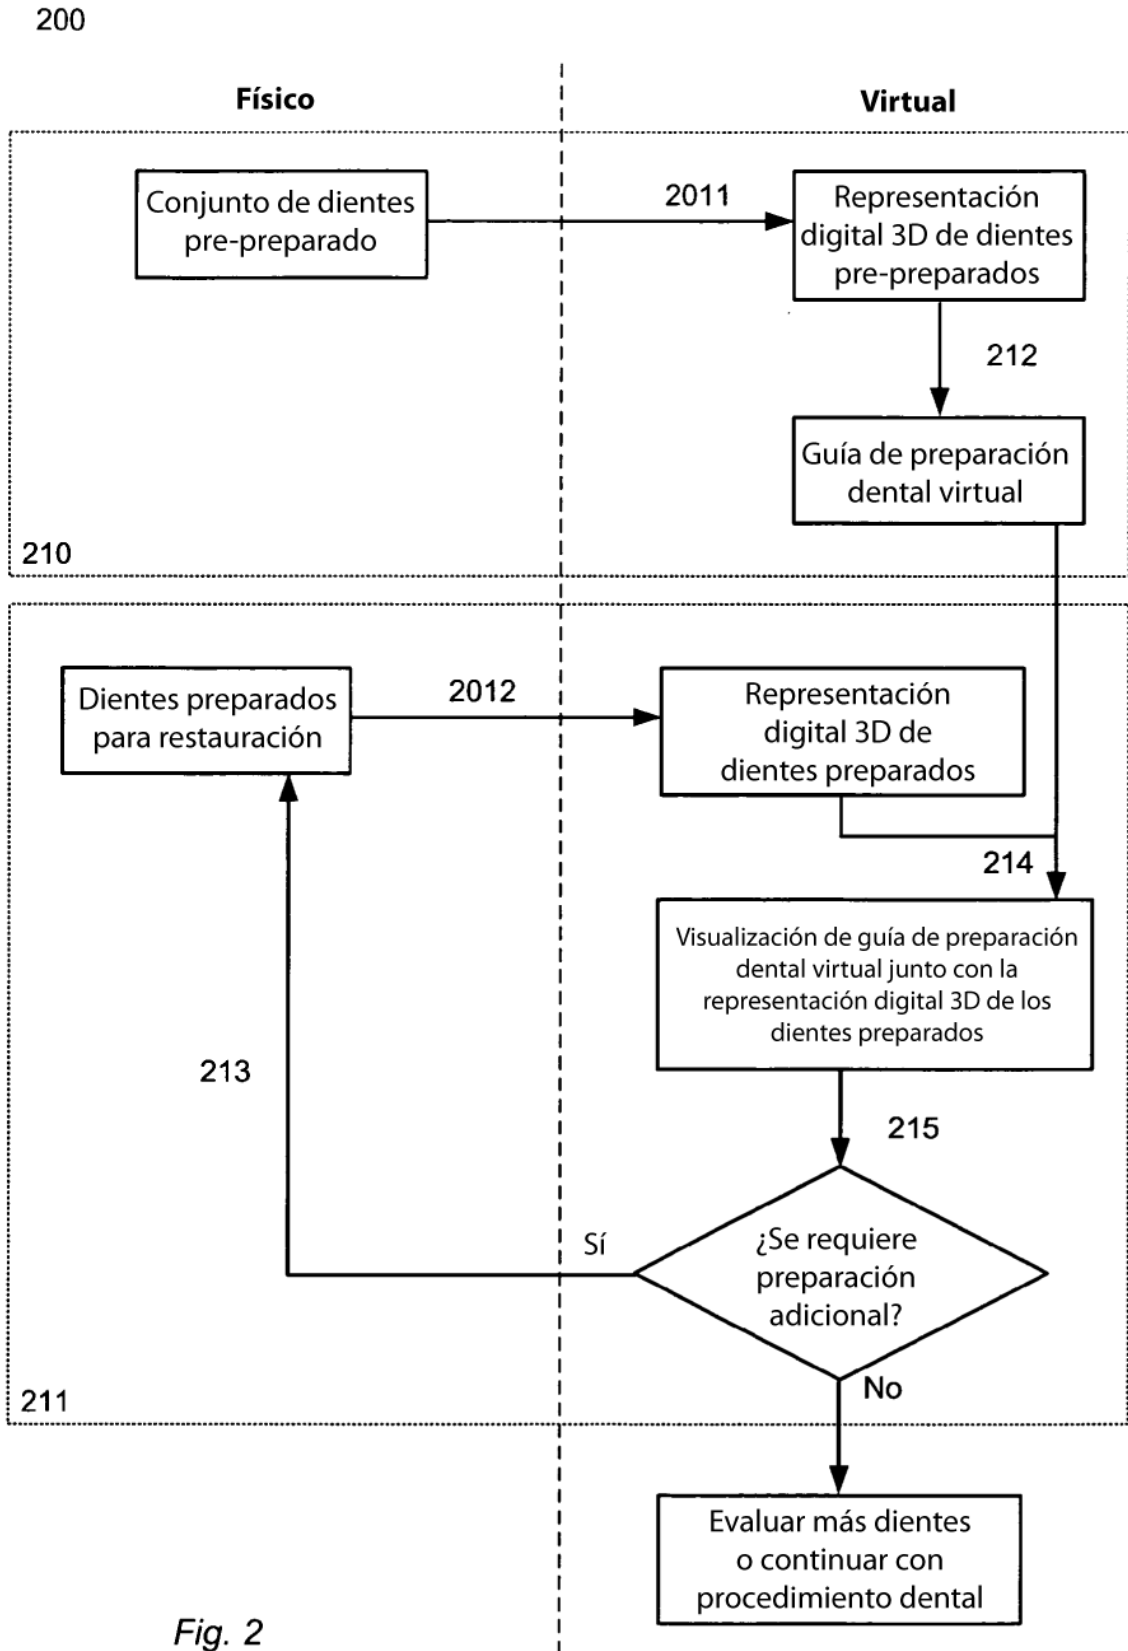 200
Físico
Virtual
Conjunto de dientes
pre-preparado
2011
Representación
digital 3D de dientes
pre-preparados
212
Guía de preparación
dental virtual
210
Dientes preparados
para restauración
2012
Representación
digital 3D de
dientes preparados
214
Visualización de guía de preparación
dental virtual junto con la
representación digital 3D de los
dientes preparados
213
215
Sí
¿Se requiere
preparación
adicional?
No
211
Evaluar más dientes
o continuar con
procedimiento dental
Fig. 2